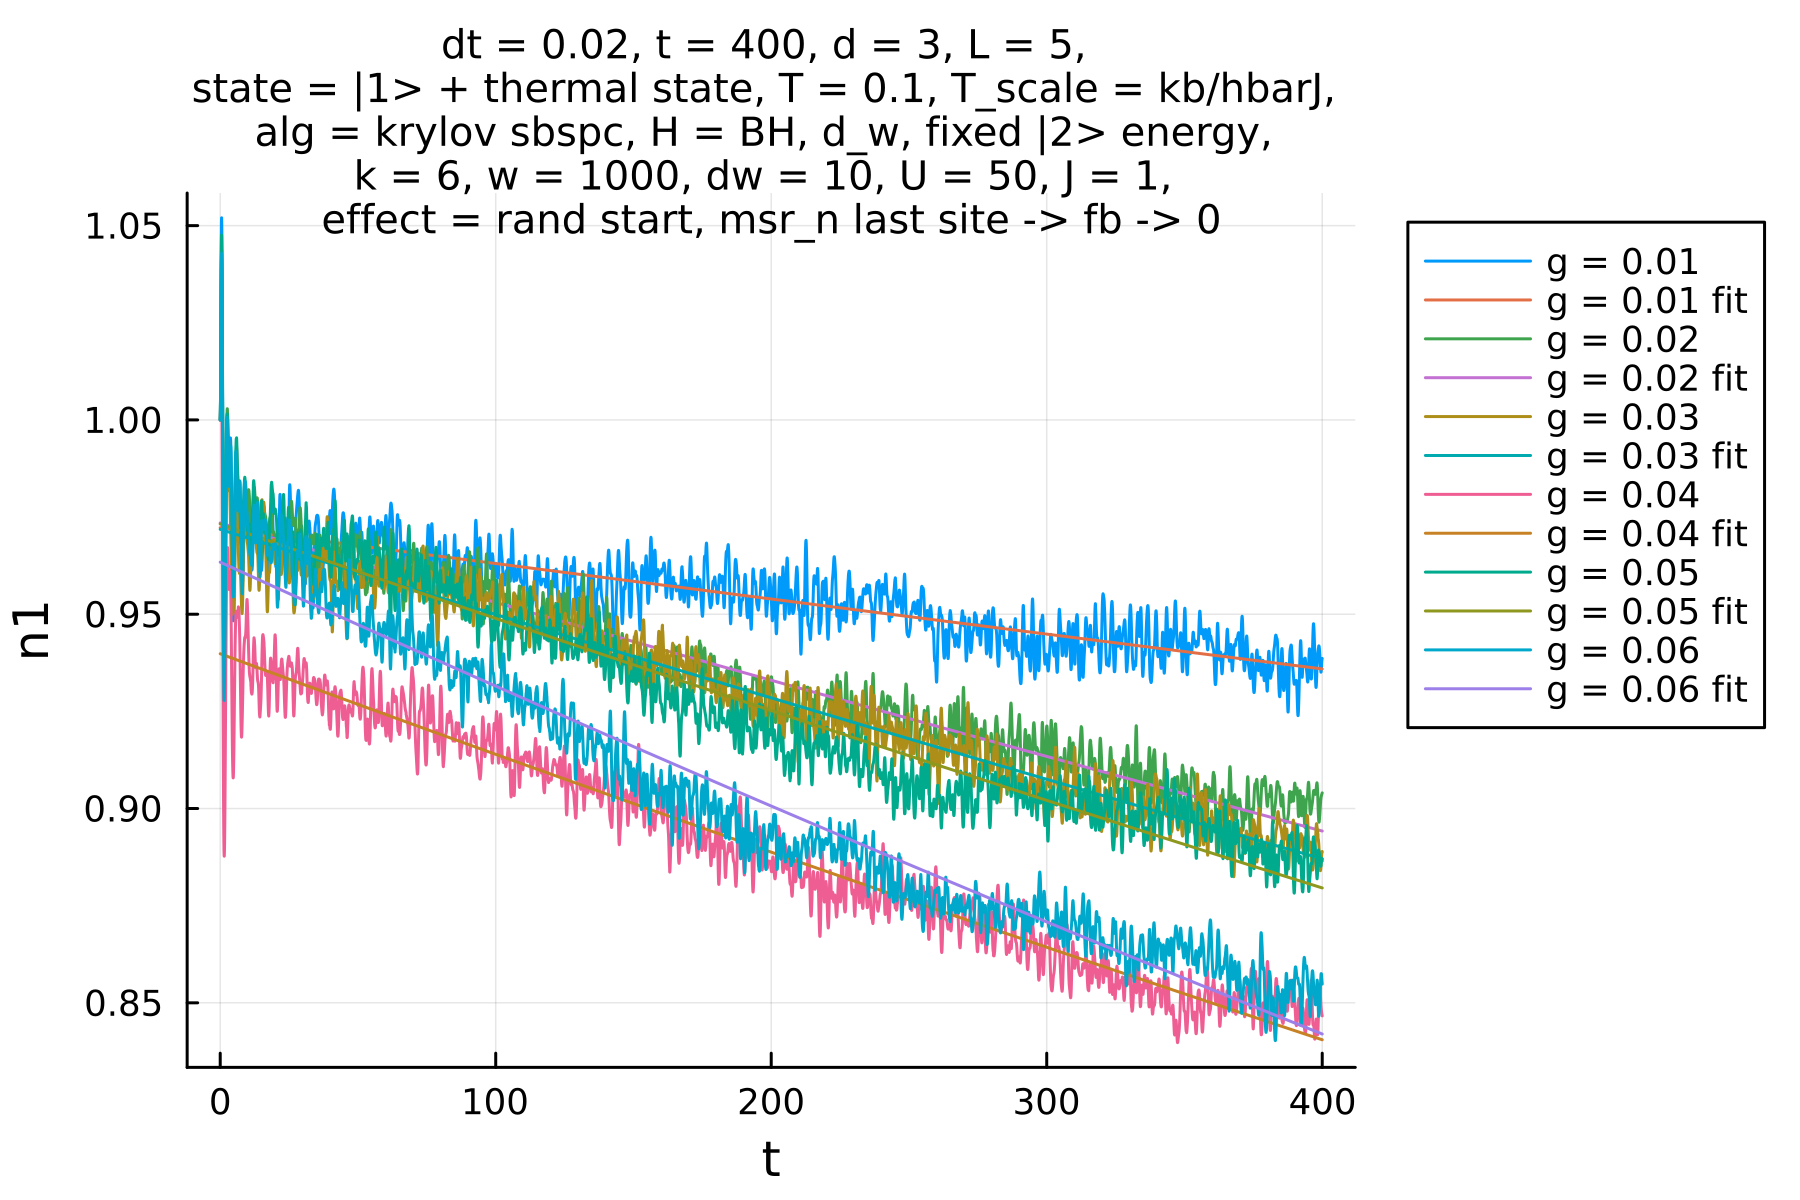 dt = 0.02, t = 400, d = 3, L = 5,
state = |1> + thermal state, T = 0.1, T_scale = kb/hbarJ,
alg = krylov sbspc, H = BH, d_w, fixed |2> energy,
k = 6, w = 1000, dw = 10, U = 50, J = 1,
effect = rand start, msr_n last site -> fb -> 0
1.05
1.00
0.95
0.90
0.85
n1
0 100 200 300 400
t
g = 0.01
g = 0.01 fit
g = 0.02
g = 0.02 fit
g = 0.03
g = 0.03 fit
g = 0.04
g = 0.04 fit
g = 0.05
g = 0.05 fit
g = 0.06
g = 0.06 fit